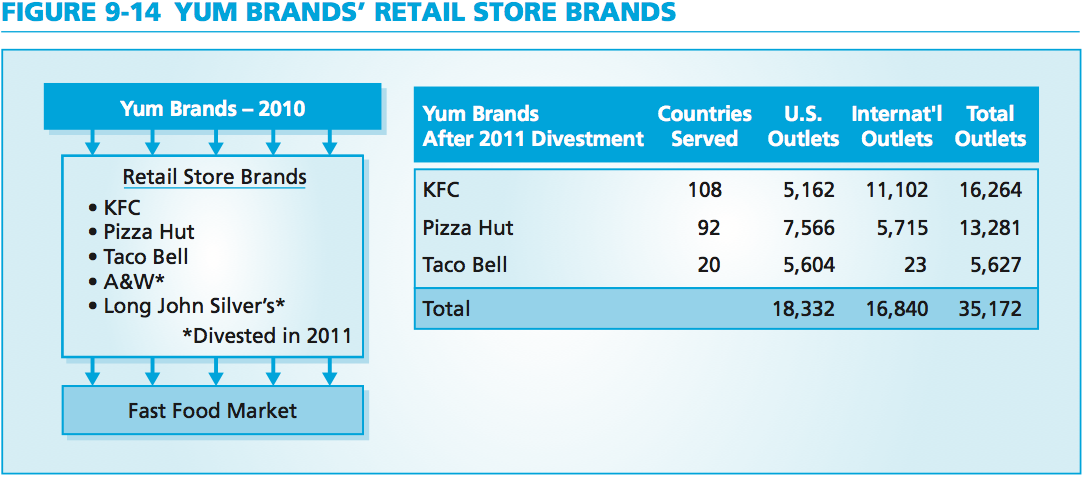 FIGURE 9-14 YUM BRANDS’ RETAIL STORE BRANDS
Yum Brands – 2010
Retail Store Brands
• KFC
• Pizza Hut
• Taco Bell
• A&W*
• Long John Silver’s*
*Divested in 2011
Fast Food Market
Yum Brands Countries U.S. Internat'l Total
After 2011 Divestment Served Outlets Outlets Outlets
KFC 108 5,162 11,102 16,264
Pizza Hut 92 7,566 5,715 13,281
Taco Bell 20 5,604 23 5,627
Total 18,332 16,840 35,172